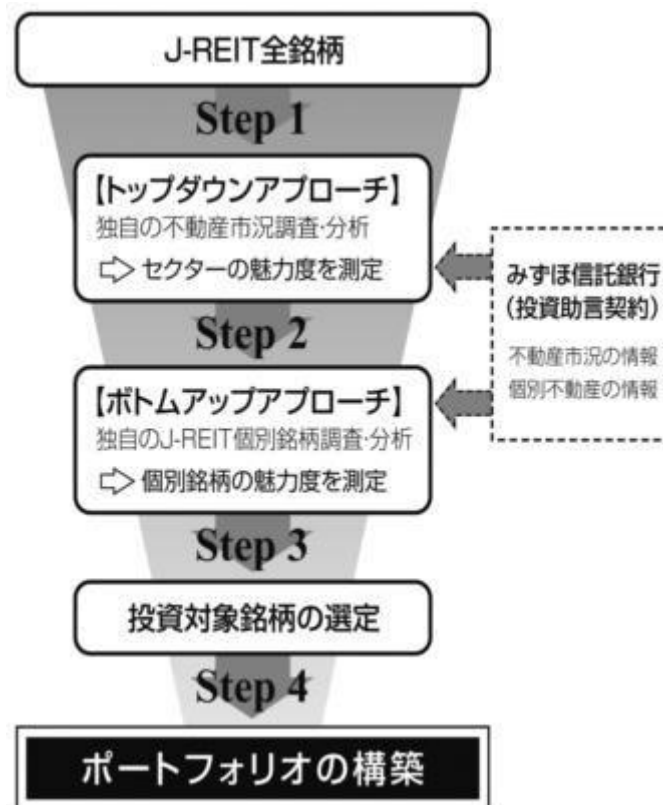 J-REIT全銘柄
Step 1
【トップダウンアプローチ】
独自の不動産市況調査・分析
⇨ セクターの魅力度を測定
みずほ信託銀行
(投資助言契約)
不動産市況の情報
個別不動産の情報
Step 2
【ボトムアップアプローチ】
独自のJ-REIT個別銘柄調査・分析
⇨ 個別銘柄の魅力度を測定
Step 3
投資対象銘柄の選定
Step 4
ポートフォリオの構築